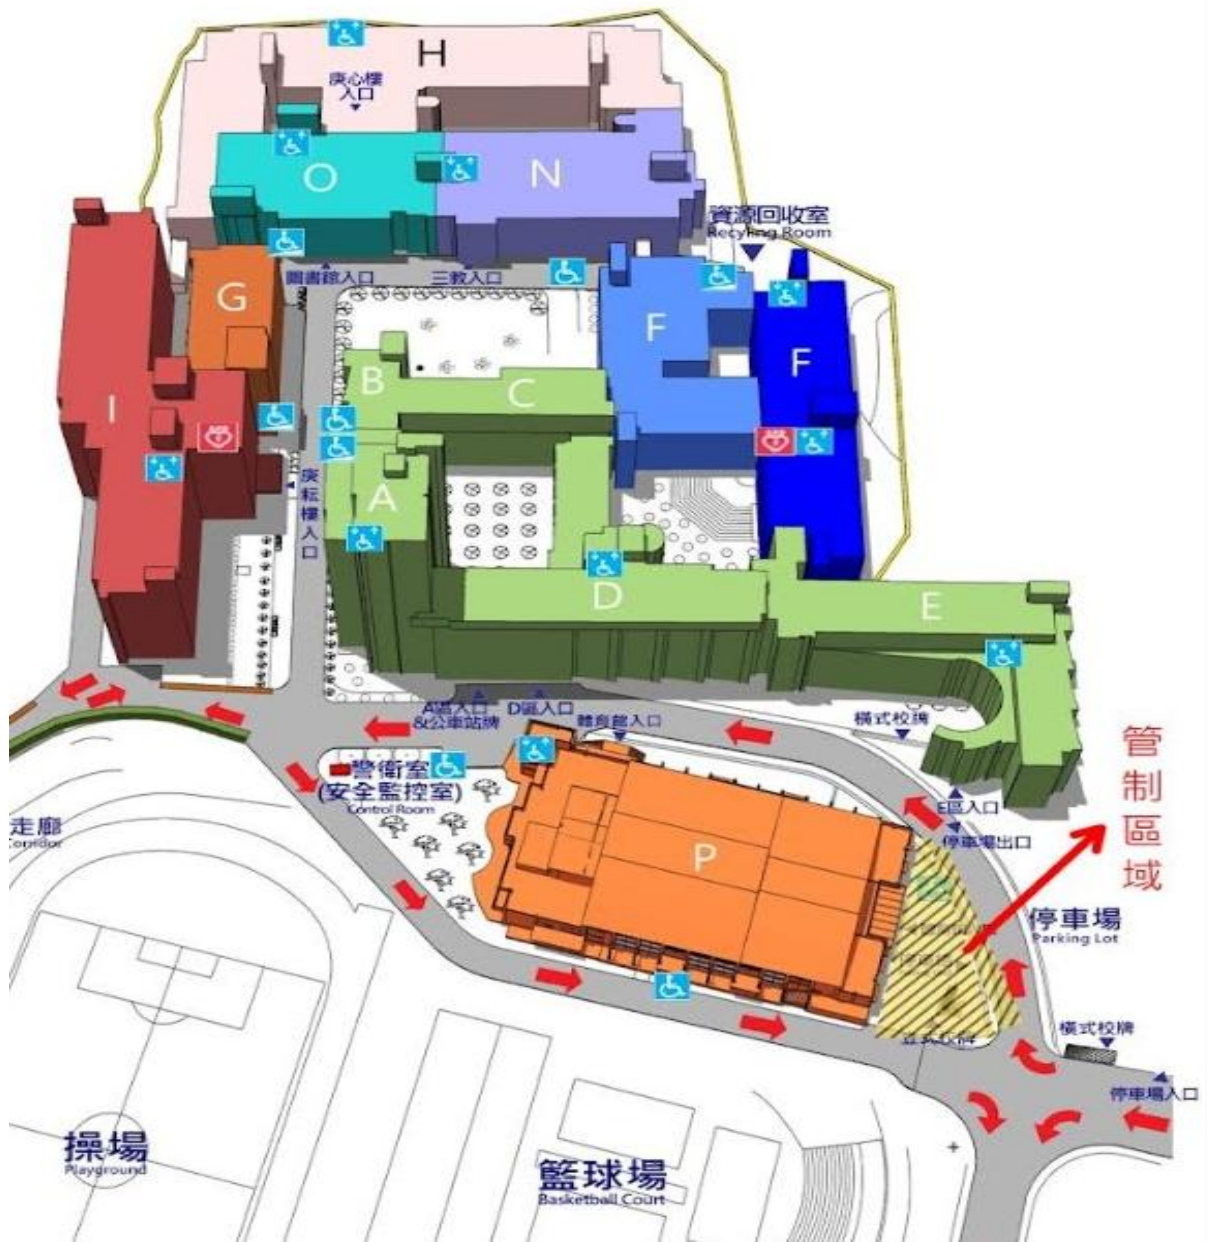 H
庚心樓
入口
O
N
資源回收室
Recyling Room
圖書館入口
三教入口
G
F
F
B
C
I
AED
AED
A
庚耘樓入口
D
E
A區入口
&公車站牌
D區入口
體育館入口
橫式校牌
管制區域
警衛室
(安全監控室)
Control Room
E區入口
停車場出口
走廊
Corridor
P
停車場
Parking Lot
橫式校牌
停車場入口
操場
Playground
籃球場
Basketball Court